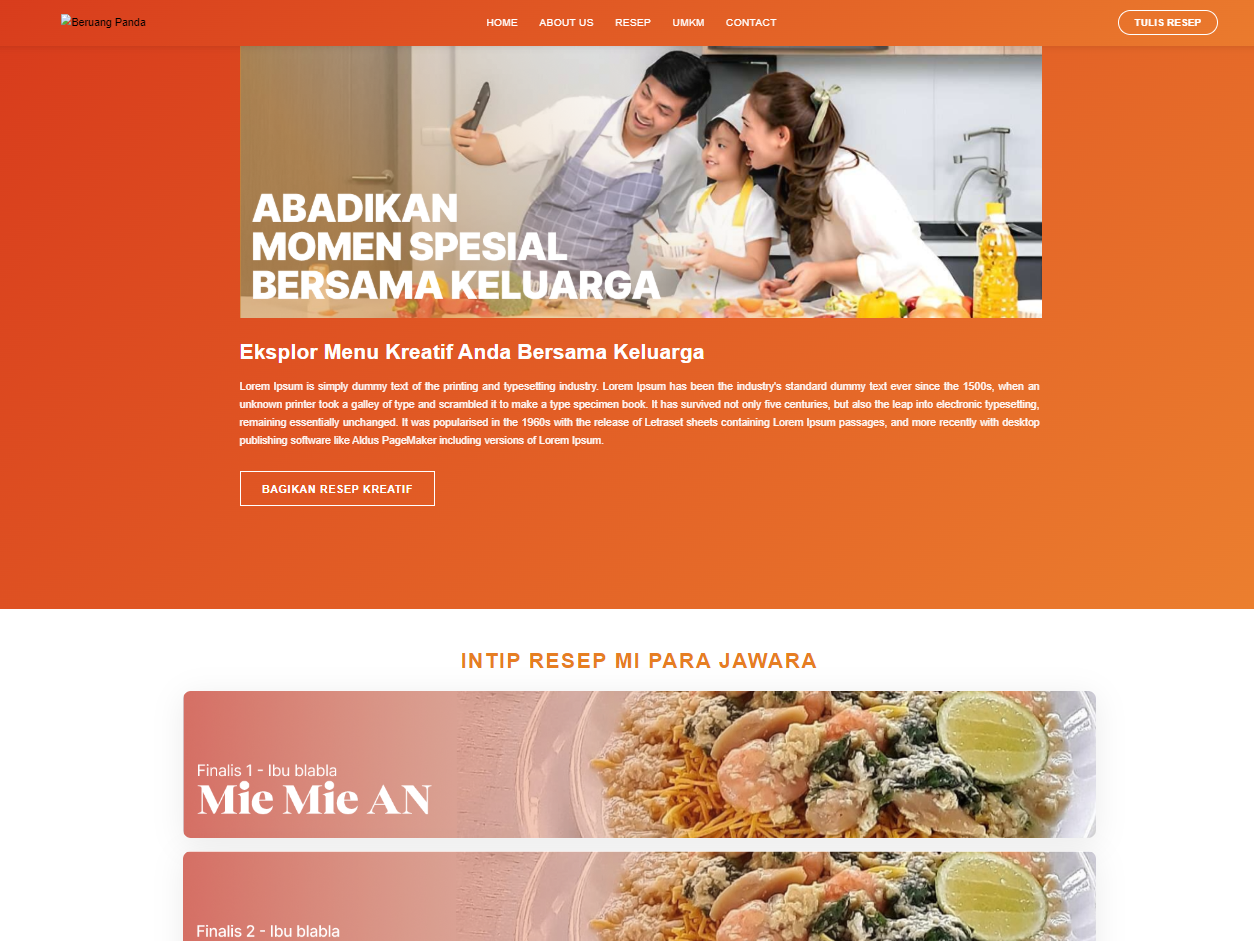 Beruang Panda
HOME ABOUT US RESEP UMKM CONTACT
TULIS RESEP
ABADIKAN
MOMEN SPESIAL
BERSAMA KELUARGA
Eksplor Menu Kreatif Anda Bersama Keluarga
Lorem Ipsum is simply dummy text of the printing and typesetting industry. Lorem Ipsum has been the industry's standard dummy text ever since the 1500s, when an
unknown printer took a galley of type and scrambled it to make a type specimen book. It has survived not only five centuries, but also the leap into electronic typesetting,
remaining essentially unchanged. It was popularised in the 1960s with the release of Letraset sheets containing Lorem Ipsum passages, and more recently with desktop
publishing software like Aldus PageMaker including versions of Lorem Ipsum.
BAGIKAN RESEP KREATIF
INTIP RESEP MI PARA JAWARA
Finalis 1 - Ibu blabla
Mie Mie AN
Finalis 2 - Ibu blabla